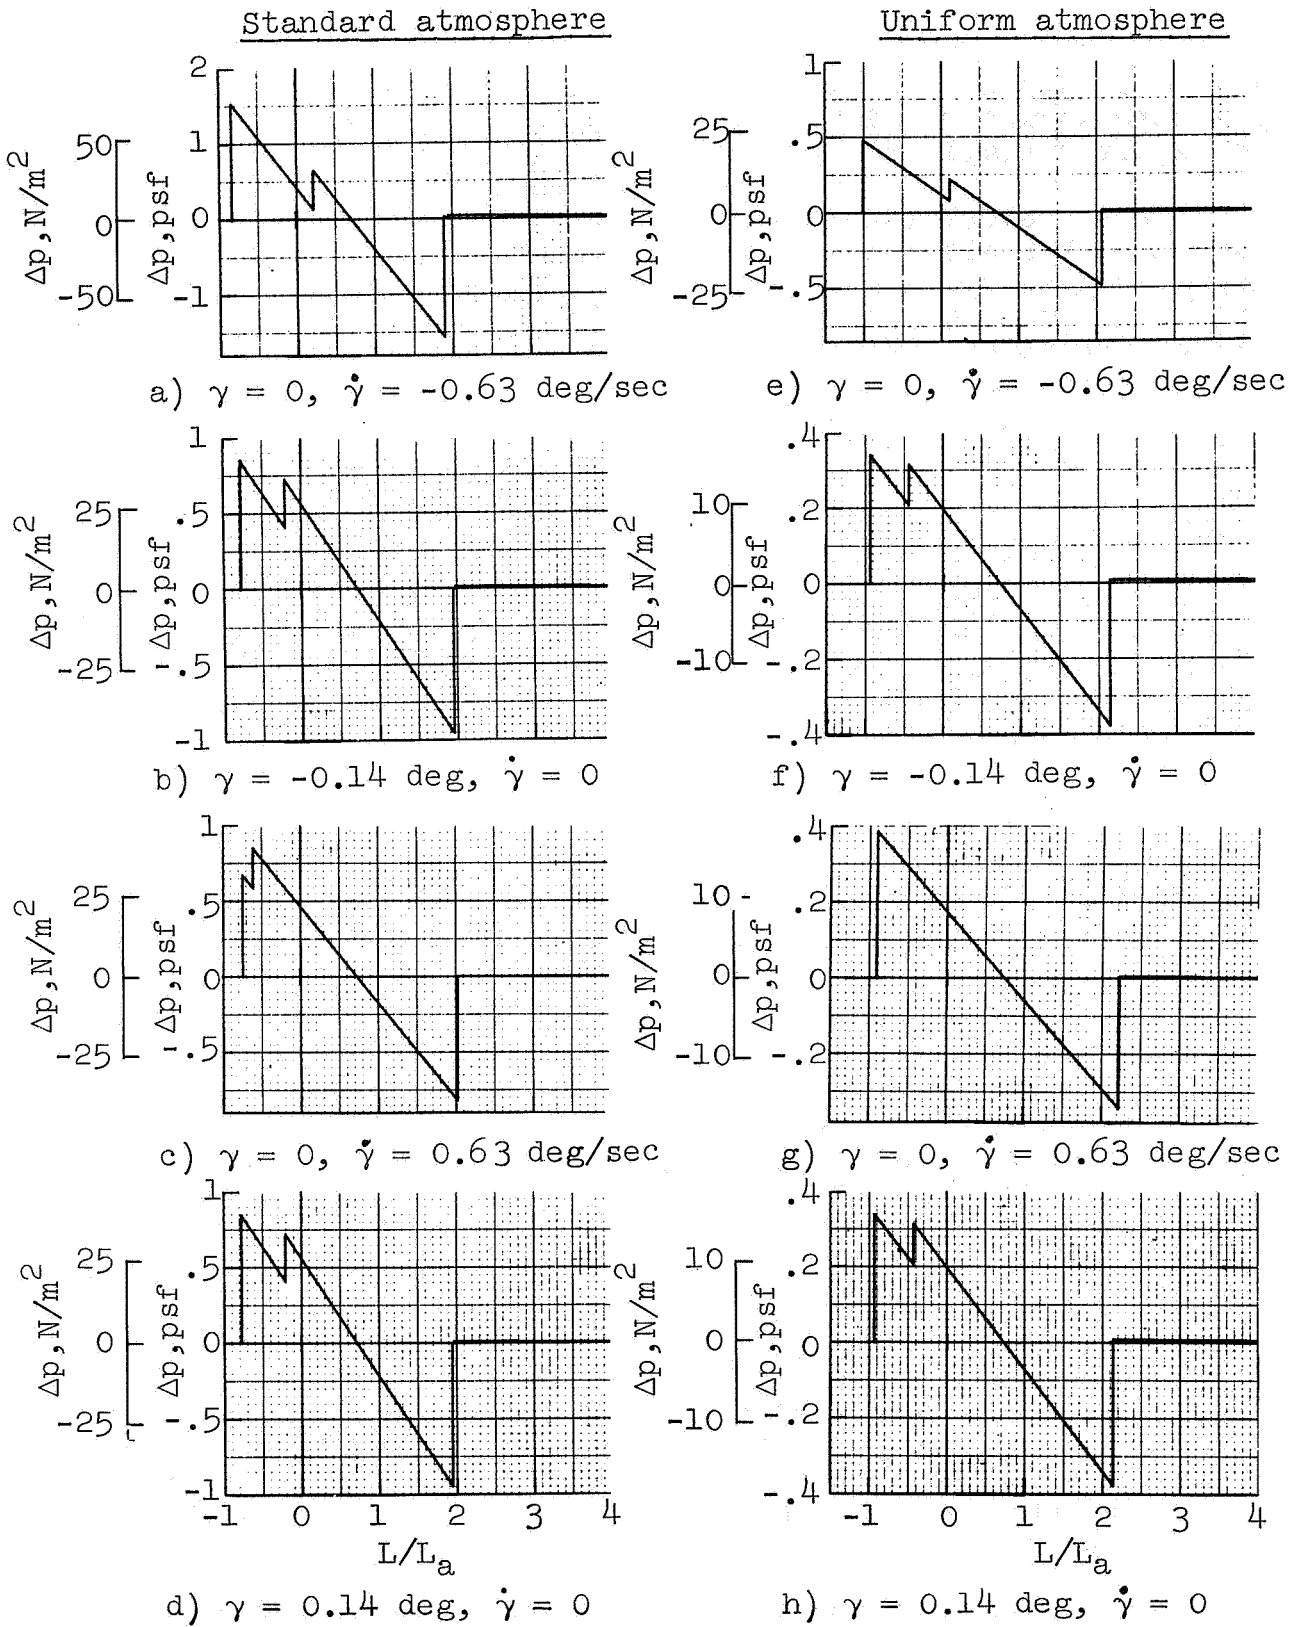 Standard atmosphere
Uniform atmosphere
2
1
0
-1
50
0
-50
Δp,N/m²
Δp,psf
1
.5
0
-.5
25
0
-25
Δp,N/m²
Δp,psf
a) γ = 0, γ̇ = -0.63 deg/sec
e) γ = 0, γ̇ = -0.63 deg/sec
1
.5
0
-.5
-1
25
0
-25
Δp,N/m²
Δp,psf
.4
.2
0
-.2
-.4
10
0
-10
Δp,N/m²
Δp,psf
b) γ = -0.14 deg, γ̇ = 0
f) γ = -0.14 deg, γ̇ = 0
1
.5
0
-.5
25
0
-25
Δp,N/m²
Δp,psf
.4
.2
0
-.2
10
0
-10
Δp,N/m²
Δp,psf
c) γ = 0, γ̇ = 0.63 deg/sec
g) γ = 0, γ̇ = 0.63 deg/sec
1
.5
0
-.5
-1
25
0
-25
Δp,N/m²
Δp,psf
.4
.2
0
-.2
-.4
10
0
-10
Δp,N/m²
Δp,psf
-1 0 1 2 3 4
-1 0 1 2 3 4
L/Lₐ
L/Lₐ
d) γ = 0.14 deg, γ̇ = 0
h) γ = 0.14 deg, γ̇ = 0